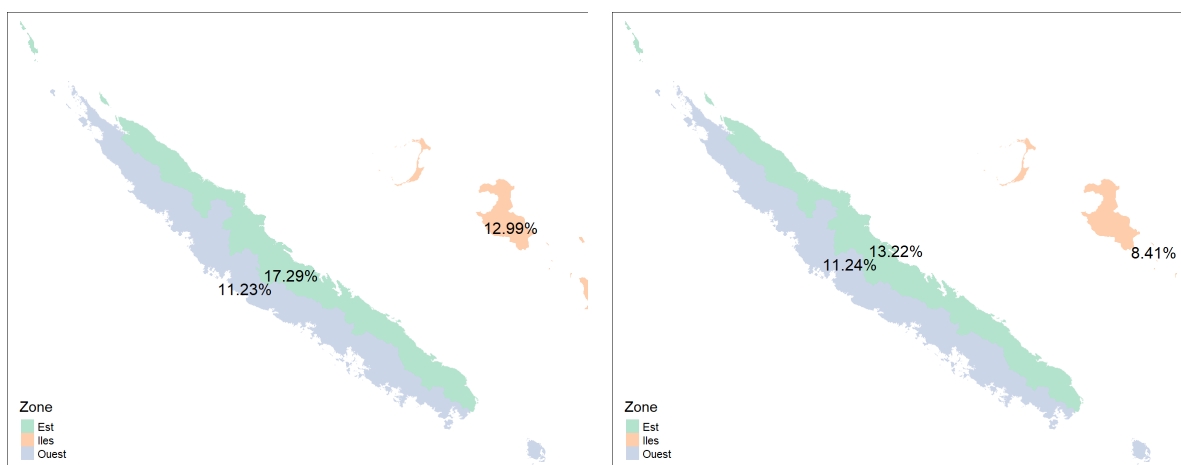 12.99%
17.29%
11.23%
Zone
Est
Iles
Ouest
13.22%
8.41%
11.24%
Zone
Est
Iles
Ouest